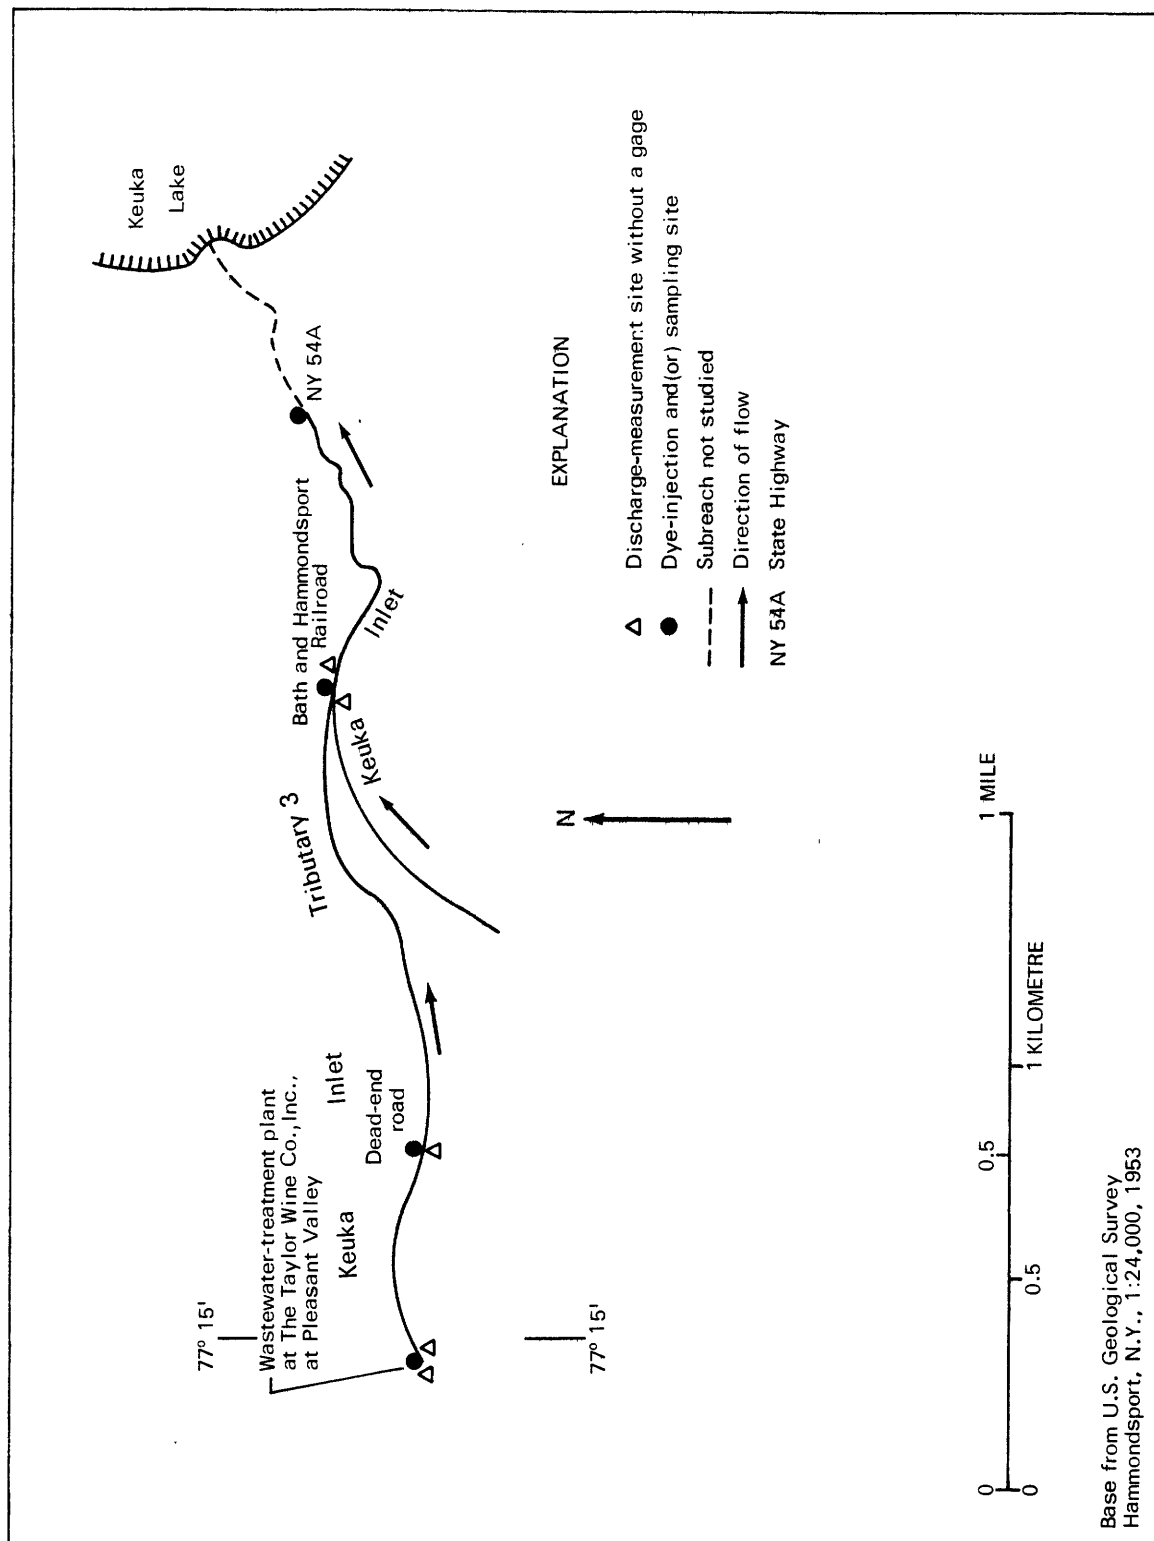 Keuka
Lake
NY 54A
Bath and Hammondsport
Railroad
Inlet
Keuka
Tributary 3
Wastewater-treatment plant
at The Taylor Wine Co., Inc.,
at Pleasant Valley
Inlet
Keuka
Dead-end
road
77° 15'
77° 15'
N
EXPLANATION
Discharge-measurement site without a gage
Dye-injection and(or) sampling site
Subreach not studied
Direction of flow
NY 54A State Highway
0 0.5 1 MILE
0 0.5 1 KILOMETRE
Base from U.S. Geological Survey
Hammondsport, N.Y., 1:24,000, 1953